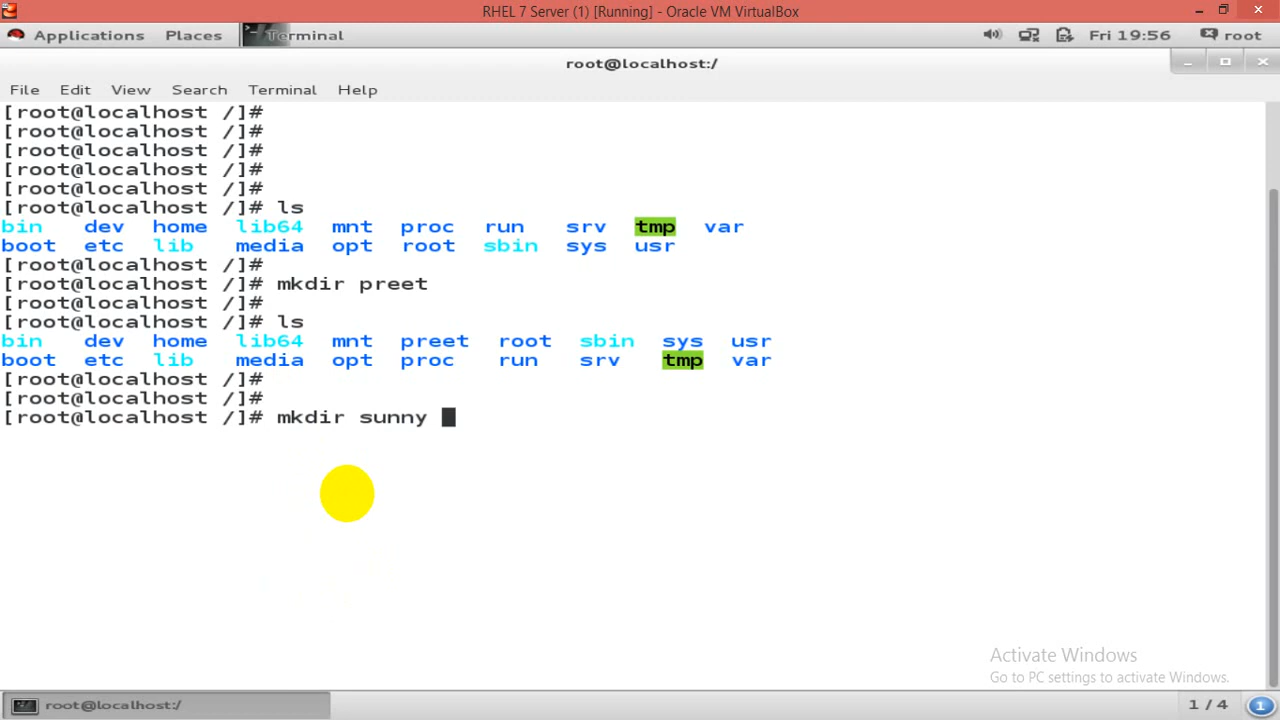 RHEL 7 Server (1) [Running] - Oracle VM VirtualBox
Applications Places Terminal Fri 19:56 root
root@localhost:/
File Edit View Search Terminal Help
[root@localhost /]#
[root@localhost /]#
[root@localhost /]#
[root@localhost /]#
[root@localhost /]#
[root@localhost /]# ls
bin dev home lib64 mnt proc run srv tmp var
boot etc lib media opt root sbin sys usr
[root@localhost /]#
[root@localhost /]# mkdir preet
[root@localhost /]#
[root@localhost /]# ls
bin dev home lib64 mnt preet root sbin sys usr
boot etc lib media opt proc run srv tmp var
[root@localhost /]#
[root@localhost /]#
[root@localhost /]# mkdir sunny
Activate Windows
Go to PC settings to activate Windows.
root@localhost:/ 1 / 4 1